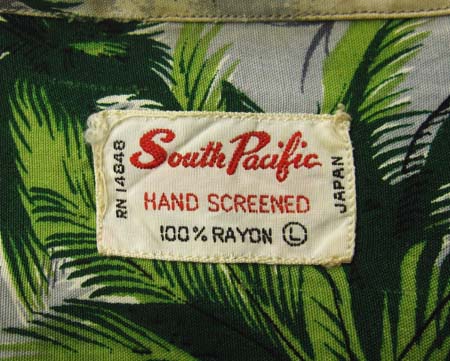 RN 14848
South Pacific
HAND SCREENED
100% RAYON L
JAPAN